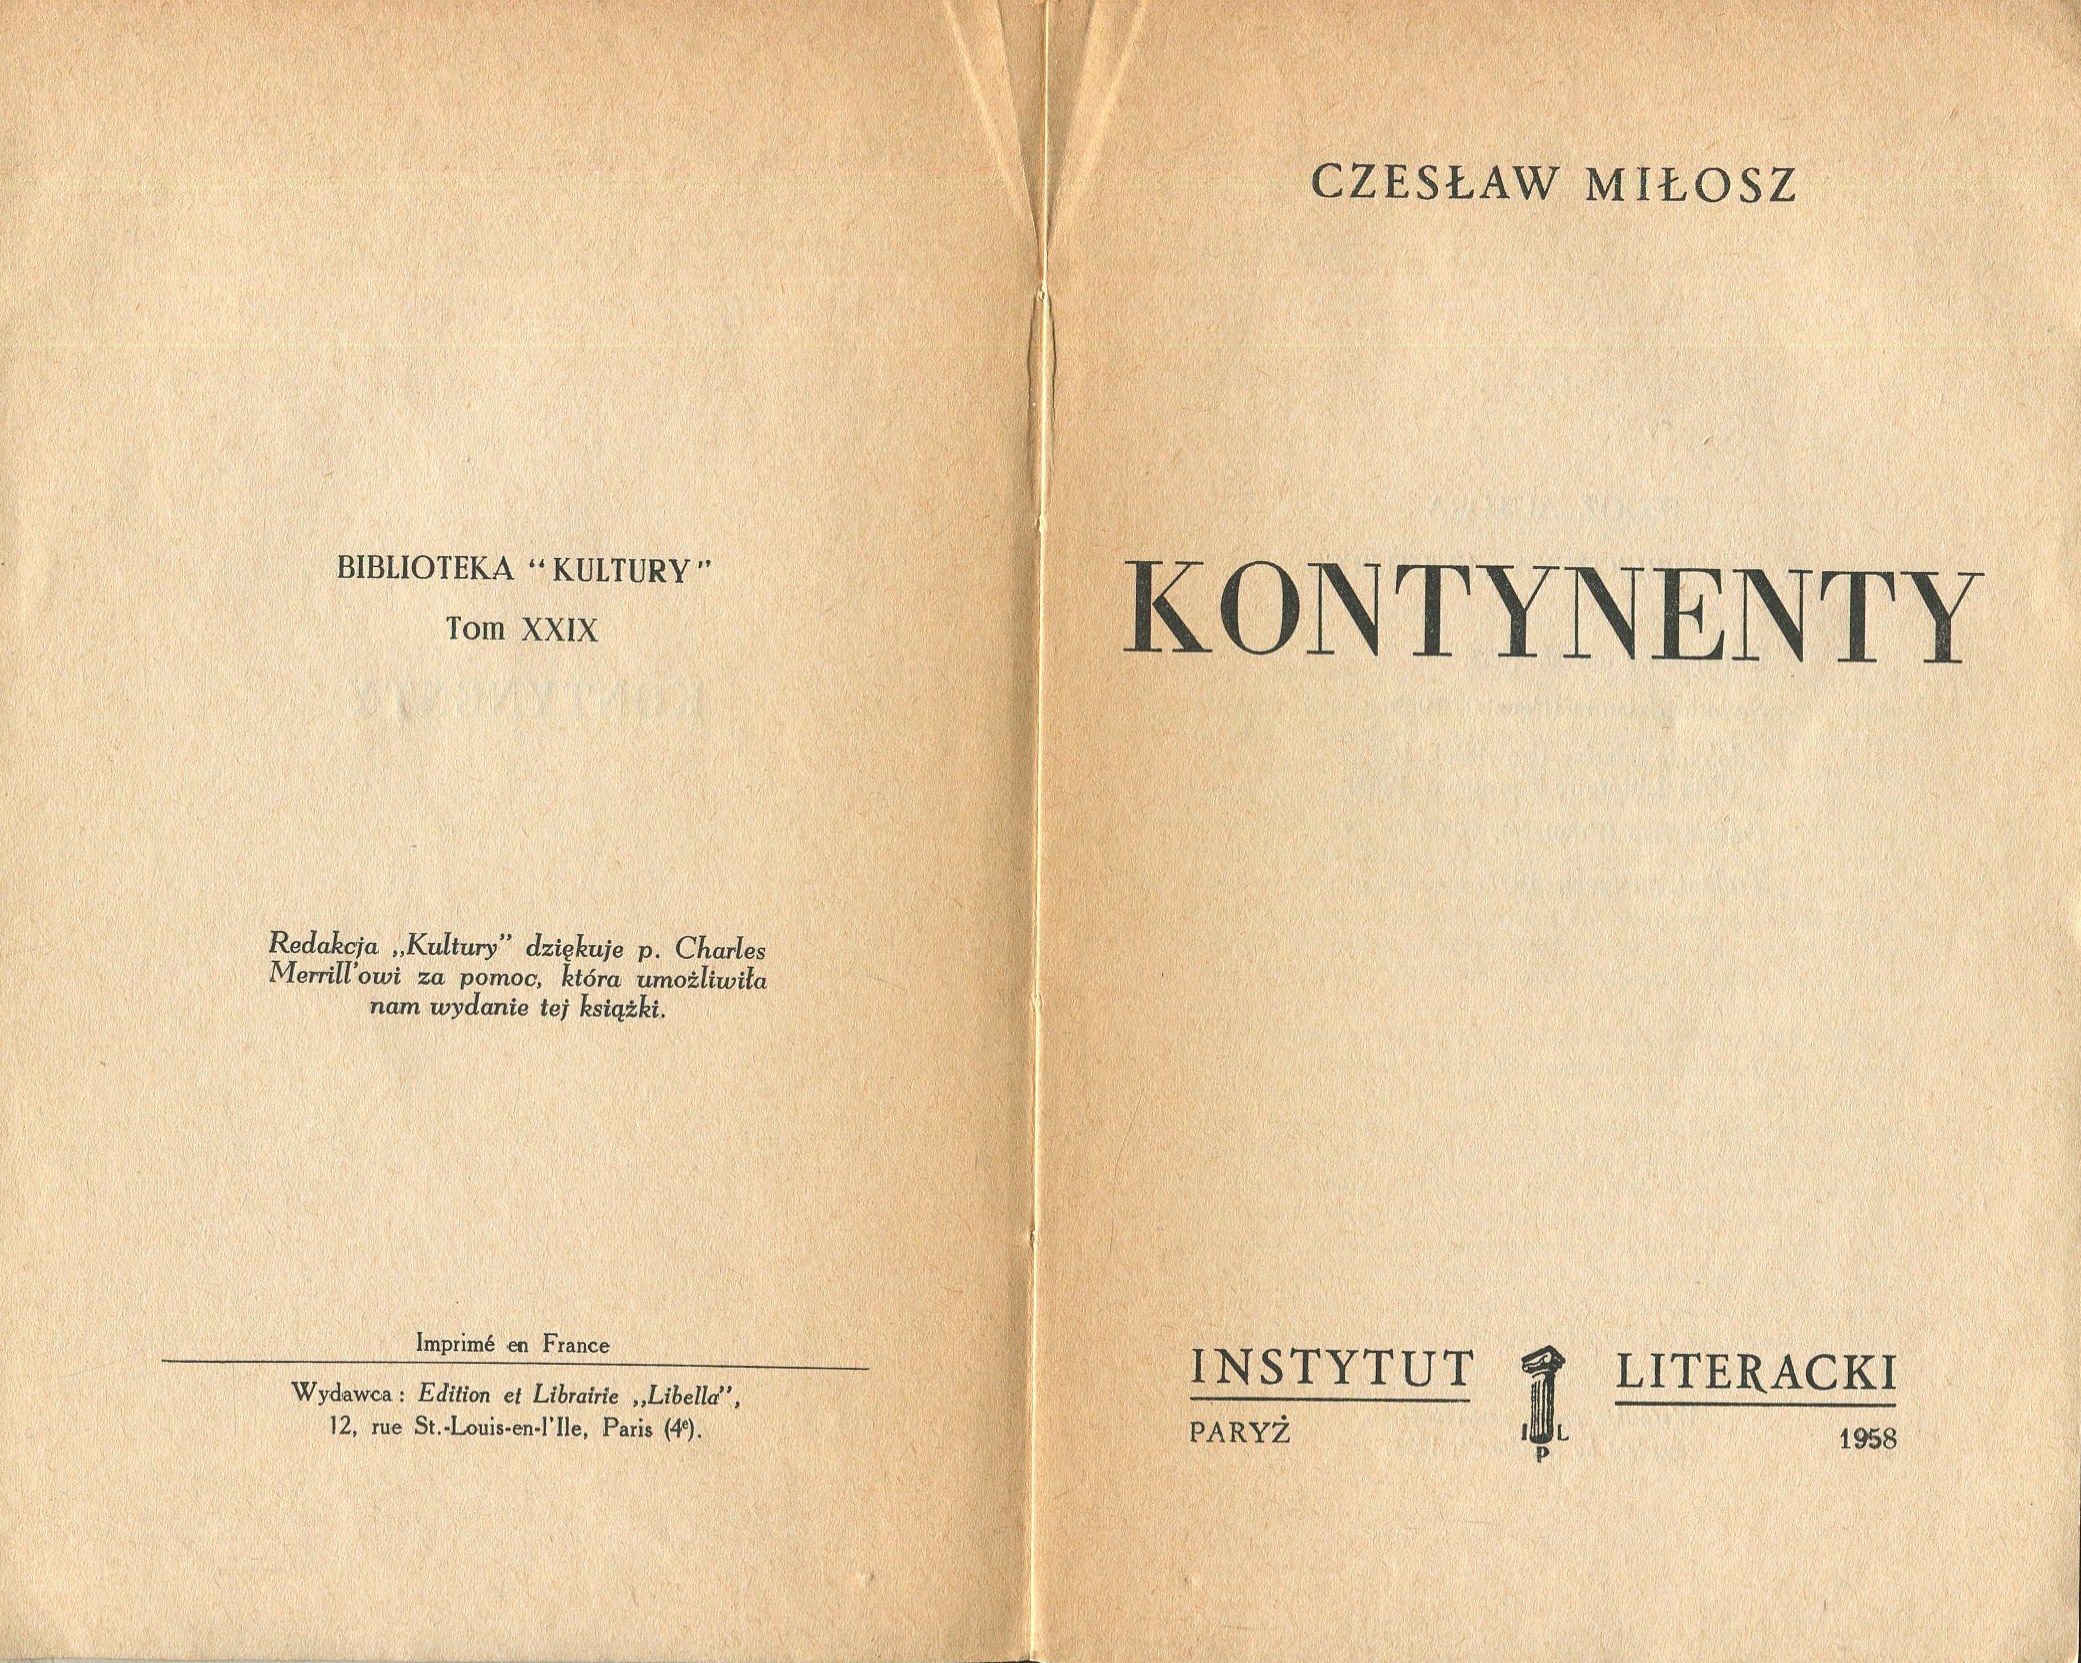 BIBLIOTEKA "KULTURY"
Tom XXIX
KONTYNENTY
Redakcja „Kultury" dziękuje p. Charles
Merrill'owi za pomoc, która umożliwiła
nam wydanie tej książki.
Imprimé en France
Wydawca : Edition et Librairie „Libella",
12, rue St.-Louis-en-l'Ile, Paris (4e).
CZESŁAW MIŁOSZ
KONTYNENTY
INSTYTUT LITERACKI
PARYŻ 1958
I L
P